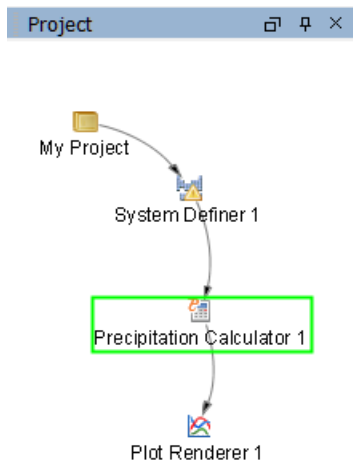 Project
My Project
System Definer 1
Precipitation Calculator 1
Plot Renderer 1